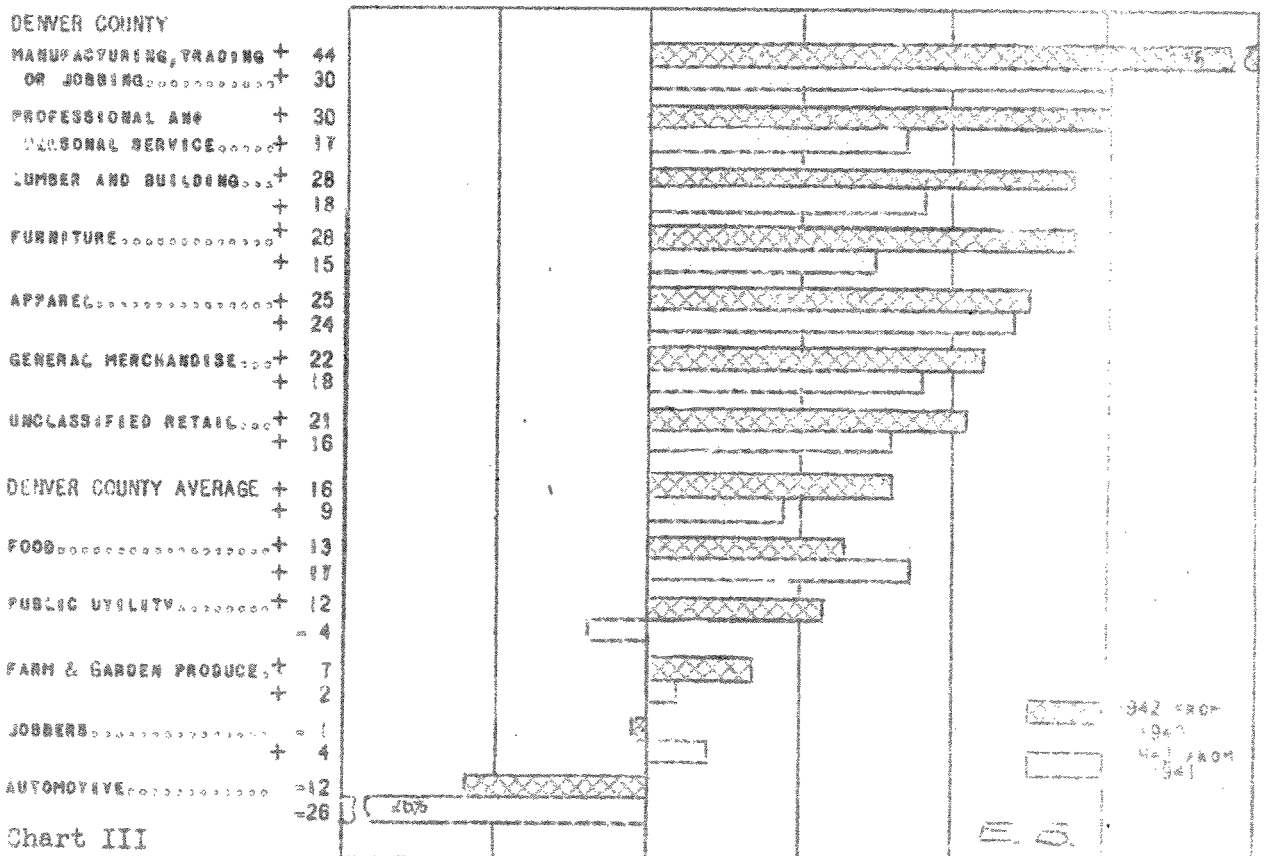 DENVER COUNTY
MANUFACTURING, TRADING + 44
OR JOBBING............+ 30
PROFESSIONAL AND + 30
PERSONAL SERVICE.....+ 17
LUMBER AND BUILDING...+ 28
+ 18
FURNITURE..............+ 28
+ 15
APPAREL................+ 25
+ 24
GENERAL MERCHANDISE...+ 22
+ 18
UNCLASSIFIED RETAIL...+ 21
+ 16
DENVER COUNTY AVERAGE + 16
+ 9
FOOD...................+ 13
+ 17
PUBLIC UTILITY.........+ 12
- 4
FARM & GARDEN PRODUCE.+ 7
+ 2
JOBBERS............... - 1
+ 4
AUTOMOTIVE............ -12
-26
FROM
FROM
Chart III